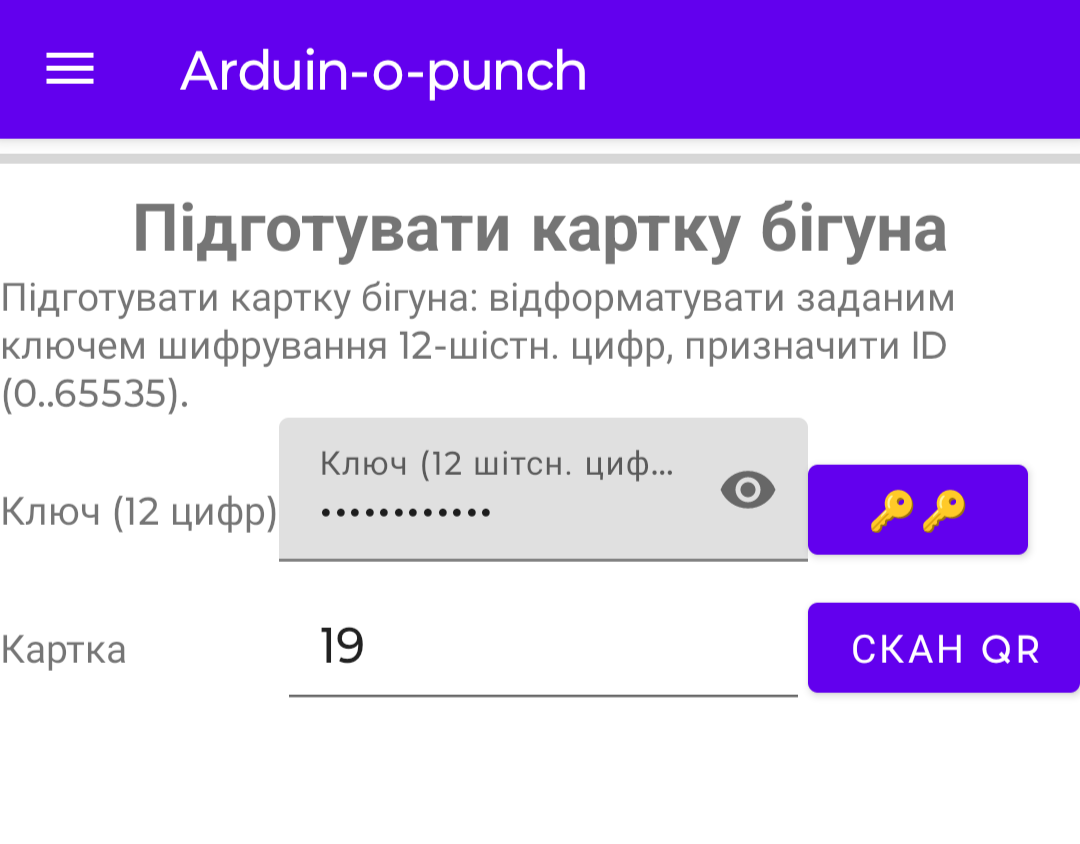 Arduin-o-punch
Підготувати картку бігуна
Підготувати картку бігуна: відформатувати заданим
ключем шифрування 12-шістн. цифр, призначити ID
(0..65535).
Ключ (12 шітсн. циф...
Ключ (12 цифр) ••••••••••••
Картка 19 СКАН QR